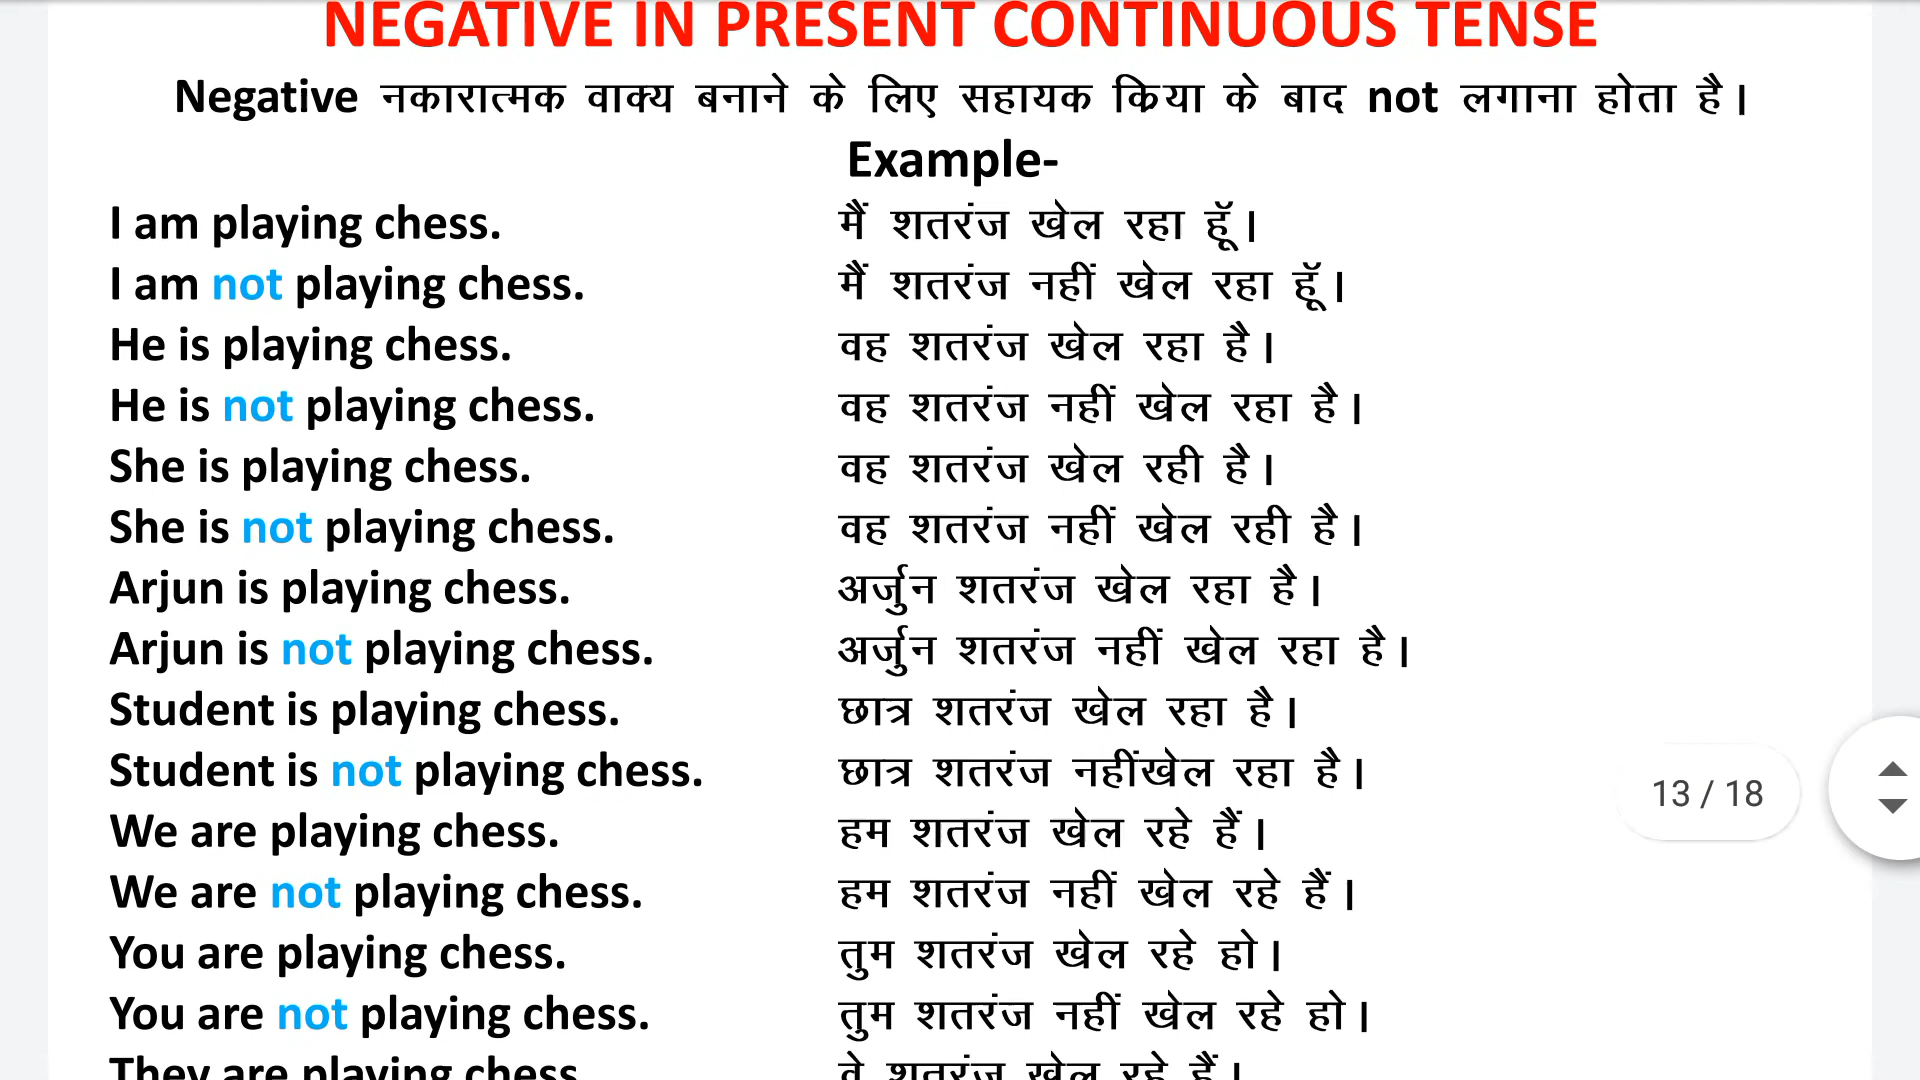 NEGATIVE IN PRESENT CONTINUOUS TENSE
Negative नकारात्मक वाक्य बनाने के लिए सहायक क्रिया के बाद not लगाना होता है।
Example-
I am playing chess. मैं शतरंज खेल रहा हूॅं।
I am not playing chess. मैं शतरंज नहीं खेल रहा हूॅं।
He is playing chess. वह शतरंज खेल रहा है।
He is not playing chess. वह शतरंज नहीं खेल रहा है।
She is playing chess. वह शतरंज खेल रही है।
She is not playing chess. वह शतरंज नहीं खेल रही है।
Arjun is playing chess. अर्जुन शतरंज खेल रहा है।
Arjun is not playing chess. अर्जुन शतरंज नहीं खेल रहा है।
Student is playing chess. छात्र शतरंज खेल रहा है।
Student is not playing chess. छात्र शतरंज नहींखेल रहा है।
We are playing chess. हम शतरंज खेल रहे हैं।
13 / 18
We are not playing chess. हम शतरंज नहीं खेल रहे हैं।
You are playing chess. तुम शतरंज खेल रहे हो।
You are not playing chess. तुम शतरंज नहीं खेल रहे हो।
They are playing chess. वे शतरंज खेल रहे हैं।